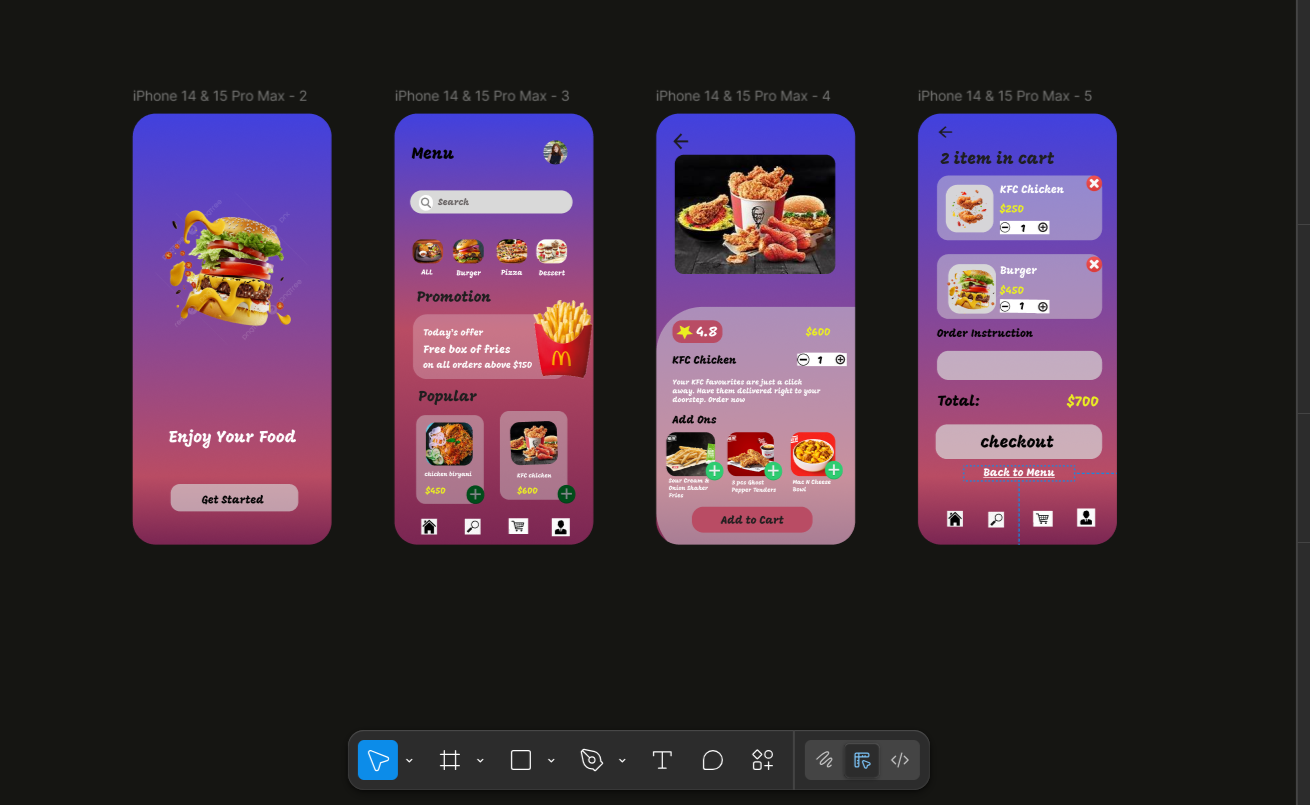 iPhone 14 & 15 Pro Max - 2
Enjoy Your Food
Get Started
iPhone 14 & 15 Pro Max - 3
Menu
Search
ALL
Burger
Pizza
Dessert
Promotion
Today's offer
Free box of fries
on all orders above $150
Popular
chicken biryani
$450
KFC chicken
$600
iPhone 14 & 15 Pro Max - 4
KFC
4.8
$600
KFC Chicken
1
Your KFC favourites are just a click
away. Have them delivered right to your
doorstep. Order now
Add Ons
Sour Cream &
Onion Shaker
Fries
3 pcs Ghost
Pepper Tenders
Mac N Cheese
Bowl
Add to Cart
iPhone 14 & 15 Pro Max - 5
2 item in cart
KFC Chicken
$250
1
Burger
$450
1
Order Instruction
Total:
$700
checkout
Back to Menu